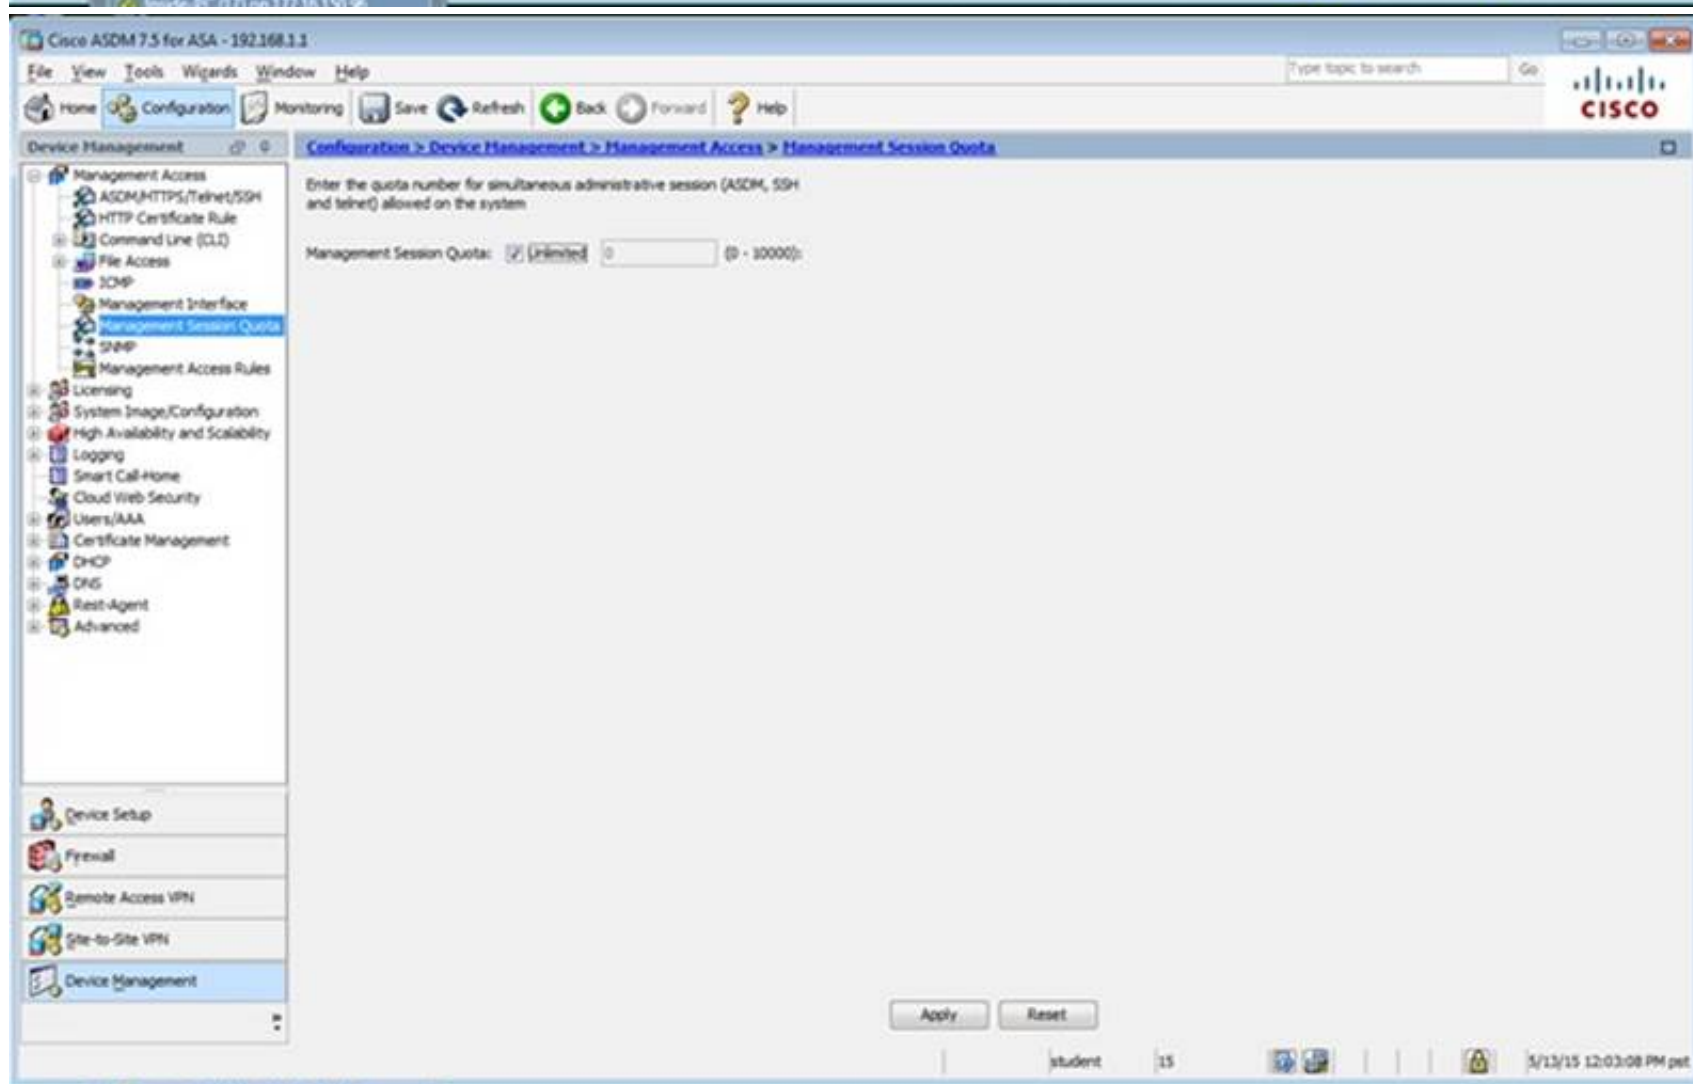 Cisco ASDM 7.5 for ASA - 192.168.1.1
File View Tools Wizards Window Help
Type topic to search Go
Home Configuration Monitoring Save Refresh Back Forward Help
CISCO
Device Management
Configuration > Device Management > Management Access > Management Session Quota
Management Access
ASDM/HTTPS/Telnet/SSH
HTTP Certificate Rule
Command Line (CLI)
File Access
ICMP
Management Interface
Management Session Quota
SNMP
Management Access Rules
Licensing
System Image/Configuration
High Availability and Scalability
Logging
Smart Call-Home
Cloud Web Security
Users/AAA
Certificate Management
DHCP
DNS
Rest-Agent
Advanced
Enter the quota number for simultaneous administrative session (ASDM, SSH
and telnet) allowed on the system
Management Session Quota: Unlimited 0 (0 - 10000):
Device Setup
Firewall
Remote Access VPN
Site-to-Site VPN
Device Management
Apply Reset
student 15 5/13/15 12:03:08 PM pst